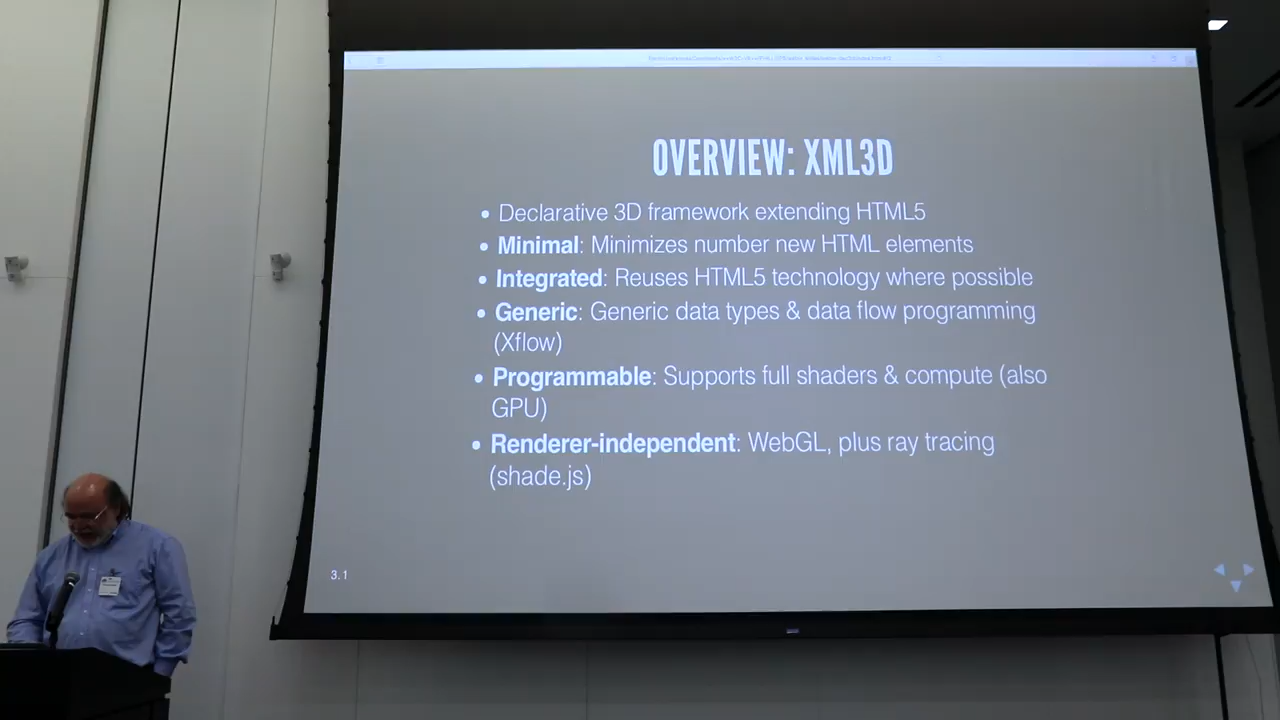 OVERVIEW: XML3D
• Declarative 3D framework extending HTML5
• Minimal: Minimizes number new HTML elements
• Integrated: Reuses HTML5 technology where possible
• Generic: Generic data types & data flow programming
(Xflow)
• Programmable: Supports full shaders & compute (also
GPU)
• Renderer-independent: WebGL, plus ray tracing
(shade.js)
3.1